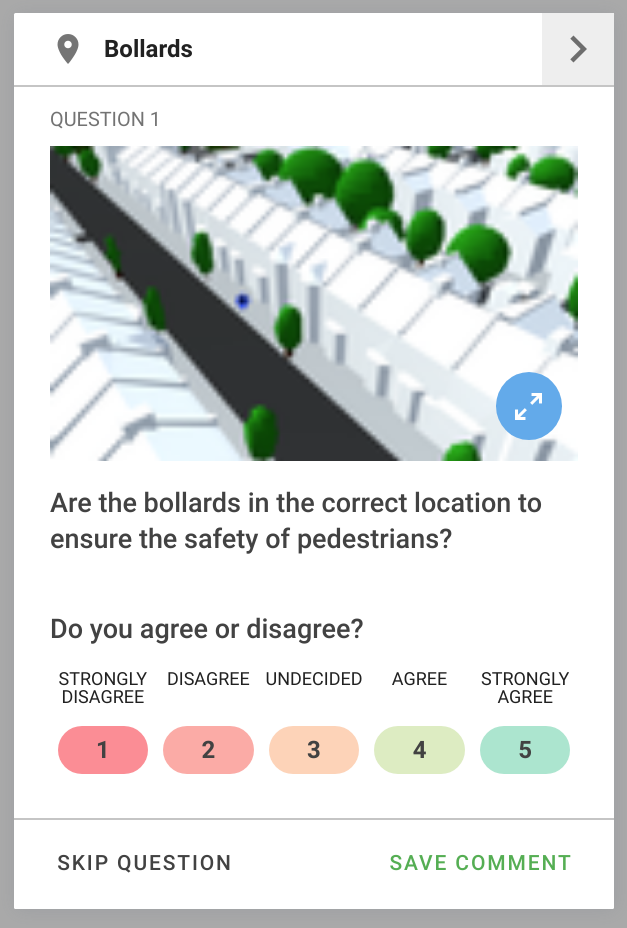 Bollards
QUESTION 1
Are the bollards in the correct location to
ensure the safety of pedestrians?
Do you agree or disagree?
STRONGLY DISAGREE
DISAGREE
UNDECIDED
AGREE
STRONGLY AGREE
1 2 3 4 5
SKIP QUESTION
SAVE COMMENT